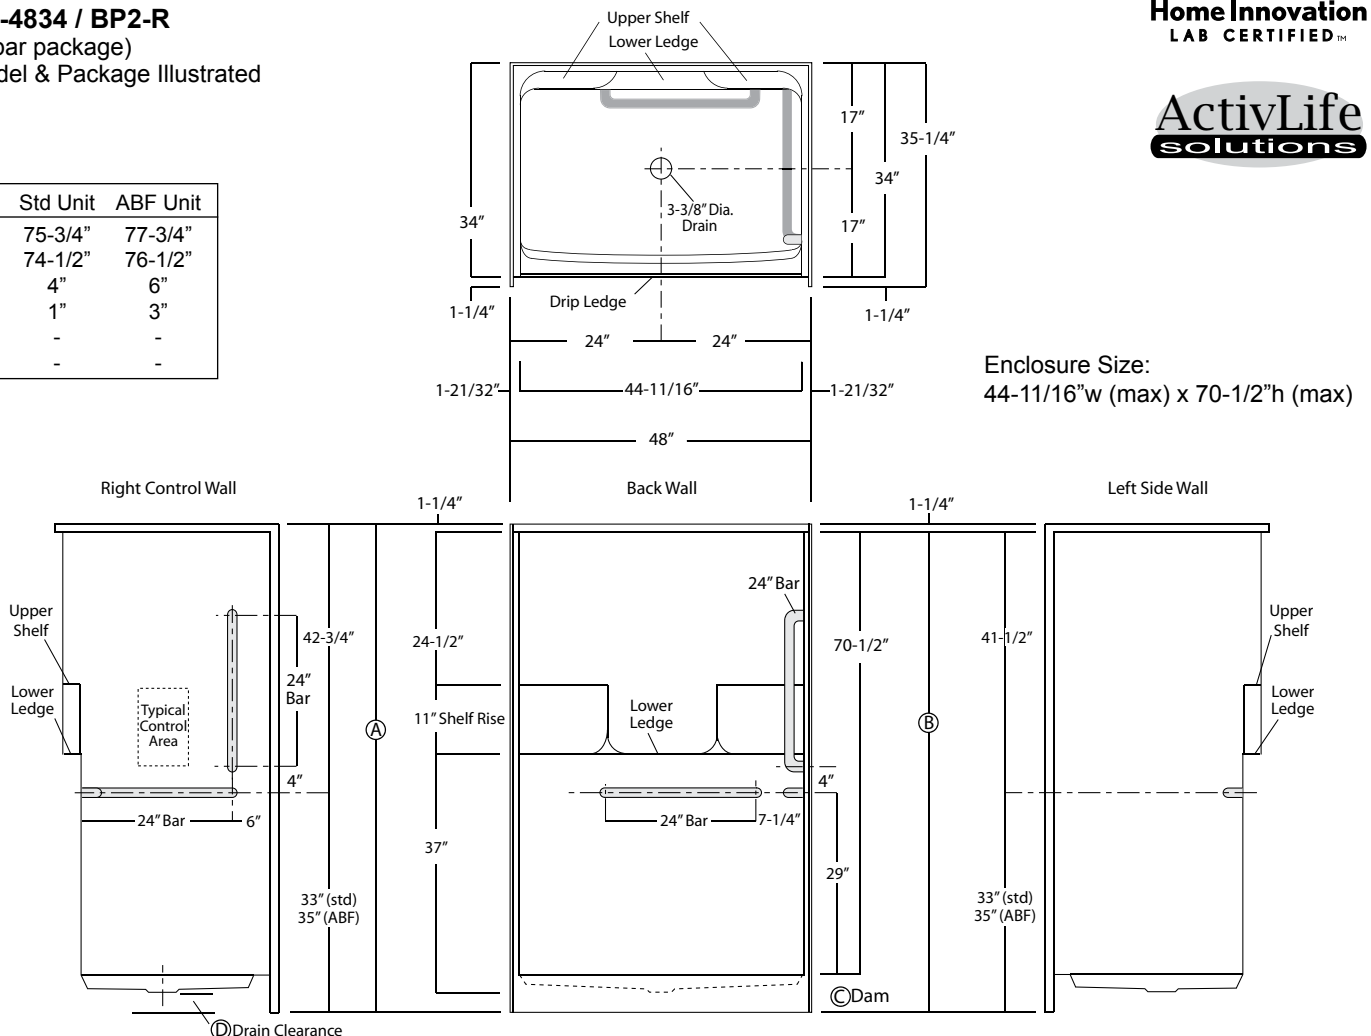 -4834 / BP2-R
bar package)
del & Package Illustrated
Home Innovation
LAB CERTIFIED™
ActivLife
solutions
Std Unit ABF Unit
75-3/4” 77-3/4”
74-1/2” 76-1/2”
4” 6”
1” 3”
- -
- -
Upper Shelf
Lower Ledge
34”
17”
35-1/4”
34”
17”
3-3/8” Dia.
Drain
Drip Ledge
1-1/4”
1-1/4”
24” 24”
1-21/32” 44-11/16” 1-21/32”
48”
Enclosure Size:
44-11/16”w (max) x 70-1/2”h (max)
Right Control Wall
Upper
Shelf
Lower
Ledge
Typical
Control
Area
24”
Bar
4”
24” Bar
6”
42-3/4”
33” (std)
35” (ABF)
A
D Drain Clearance
Back Wall
1-1/4”
24-1/2”
11” Shelf Rise
37”
24” Bar
Lower
Ledge
24” Bar
7-1/4”
4”
29”
70-1/2”
C Dam
1-1/4”
B
Left Side Wall
41-1/2”
33” (std)
35” (ABF)
Upper
Shelf
Lower
Ledge